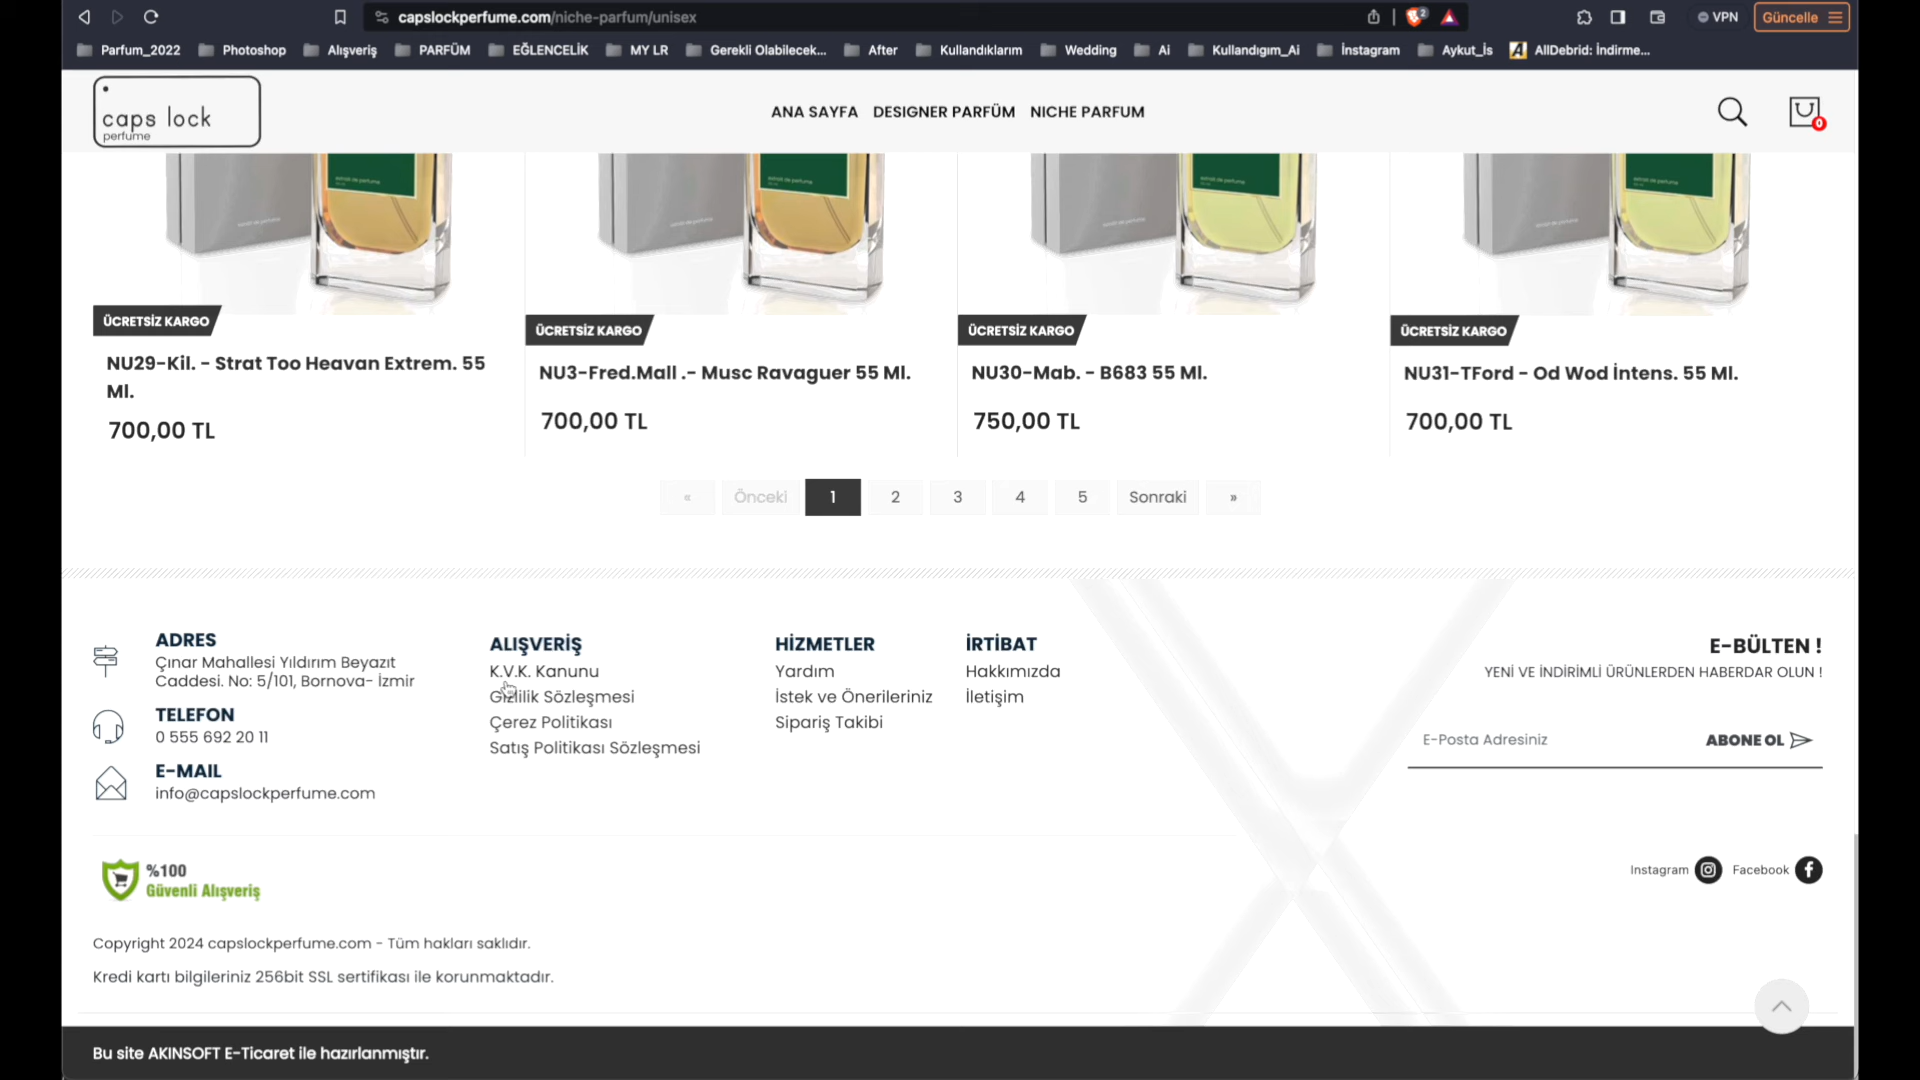 capslockperfume.com/niche-parfum/unisex
2
VPN
Güncelle
Parfum_2022
Photoshop
Alışveriş
PARFÜM
EĞLENCELİK
MY LR
Gerekli Olabilecek...
After
Kullandıklarım
Wedding
Ai
Kullandıgım_Ai
İnstagram
Aykut_İs
AllDebrid: İndirme...
caps lock
perfume
ANA SAYFA DESIGNER PARFÜM NICHE PARFUM
0
ÜCRETSİZ KARGO
NU29-Kil. - Strat Too Heavan Extrem. 55
Ml.
700,00 TL
ÜCRETSİZ KARGO
NU3-Fred.Mall .- Musc Ravaguer 55 Ml.
700,00 TL
ÜCRETSİZ KARGO
NU30-Mab. - B683 55 Ml.
750,00 TL
ÜCRETSİZ KARGO
NU31-TFord - Od Wod İntens. 55 Ml.
700,00 TL
« Önceki 1 2 3 4 5 Sonraki »
ADRES
Çınar Mahallesi Yıldırım Beyazıt
Caddesi. No: 5/101, Bornova- İzmir
TELEFON
0 555 692 20 11
E-MAIL
info@capslockperfume.com
ALIŞVERİŞ
K.V.K. Kanunu
Gizlilik Sözleşmesi
Çerez Politikası
Satış Politikası Sözleşmesi
HİZMETLER
Yardım
İstek ve Önerileriniz
Sipariş Takibi
İRTİBAT
Hakkımızda
İletişim
E-BÜLTEN !
YENİ VE İNDİRİMLİ ÜRÜNLERDEN HABERDAR OLUN !
E-Posta Adresiniz
ABONE OL
%100
Güvenli Alışveriş
Instagram
Facebook
Copyright 2024 capslockperfume.com - Tüm hakları saklıdır.
Kredi kartı bilgileriniz 256bit SSL sertifikası ile korunmaktadır.
Bu site AKINSOFT E-Ticaret ile hazırlanmıştır.